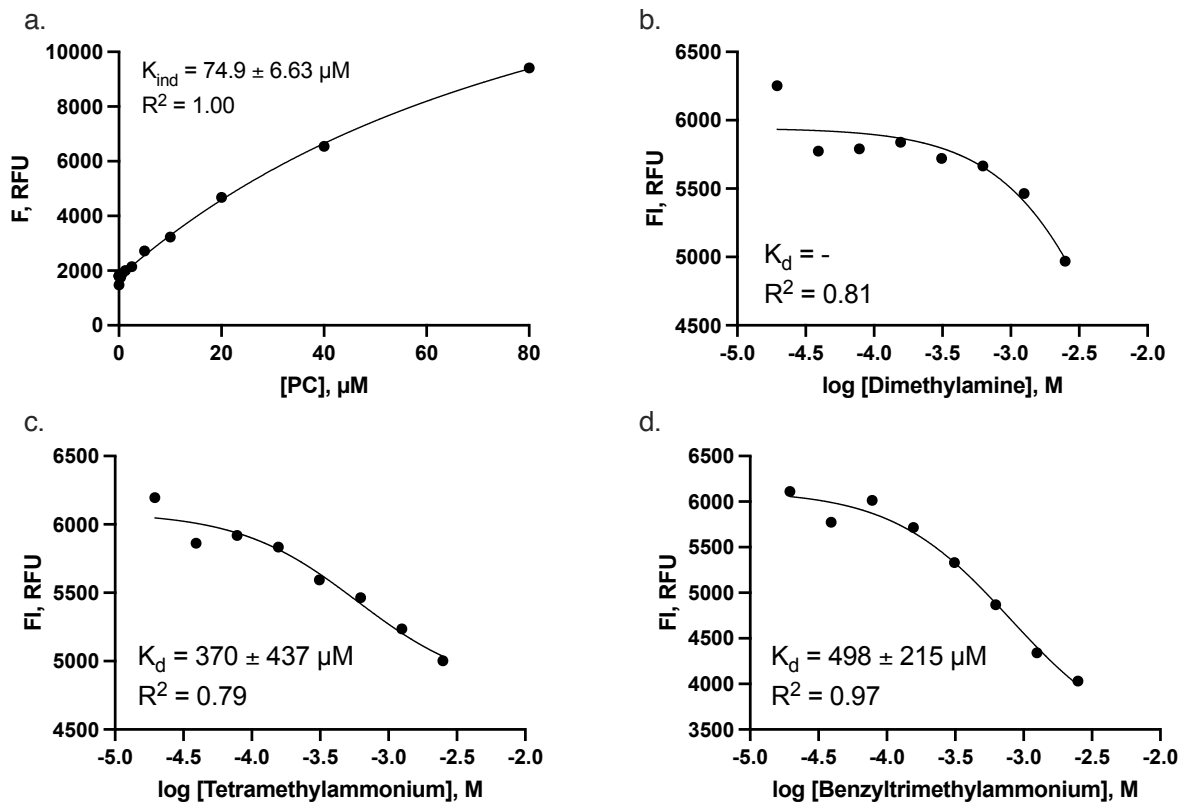 a.
10000
8000
6000
4000
2000
0
K_ind = 74.9 ± 6.63 µM
R² = 1.00
F, RFU
0 20 40 60 80
[PC], µM
b.
6500
6000
5500
5000
4500
K_d = -
R² = 0.81
FI, RFU
-5.0 -4.5 -4.0 -3.5 -3.0 -2.5 -2.0
log [Dimethylamine], M
c.
6500
6000
5500
5000
4500
K_d = 370 ± 437 µM
R² = 0.79
FI, RFU
-5.0 -4.5 -4.0 -3.5 -3.0 -2.5 -2.0
log [Tetramethylammonium], M
d.
6500
6000
5500
5000
4500
4000
3500
K_d = 498 ± 215 µM
R² = 0.97
FI, RFU
-5.0 -4.5 -4.0 -3.5 -3.0 -2.5 -2.0
log [Benzyltrimethylammonium], M